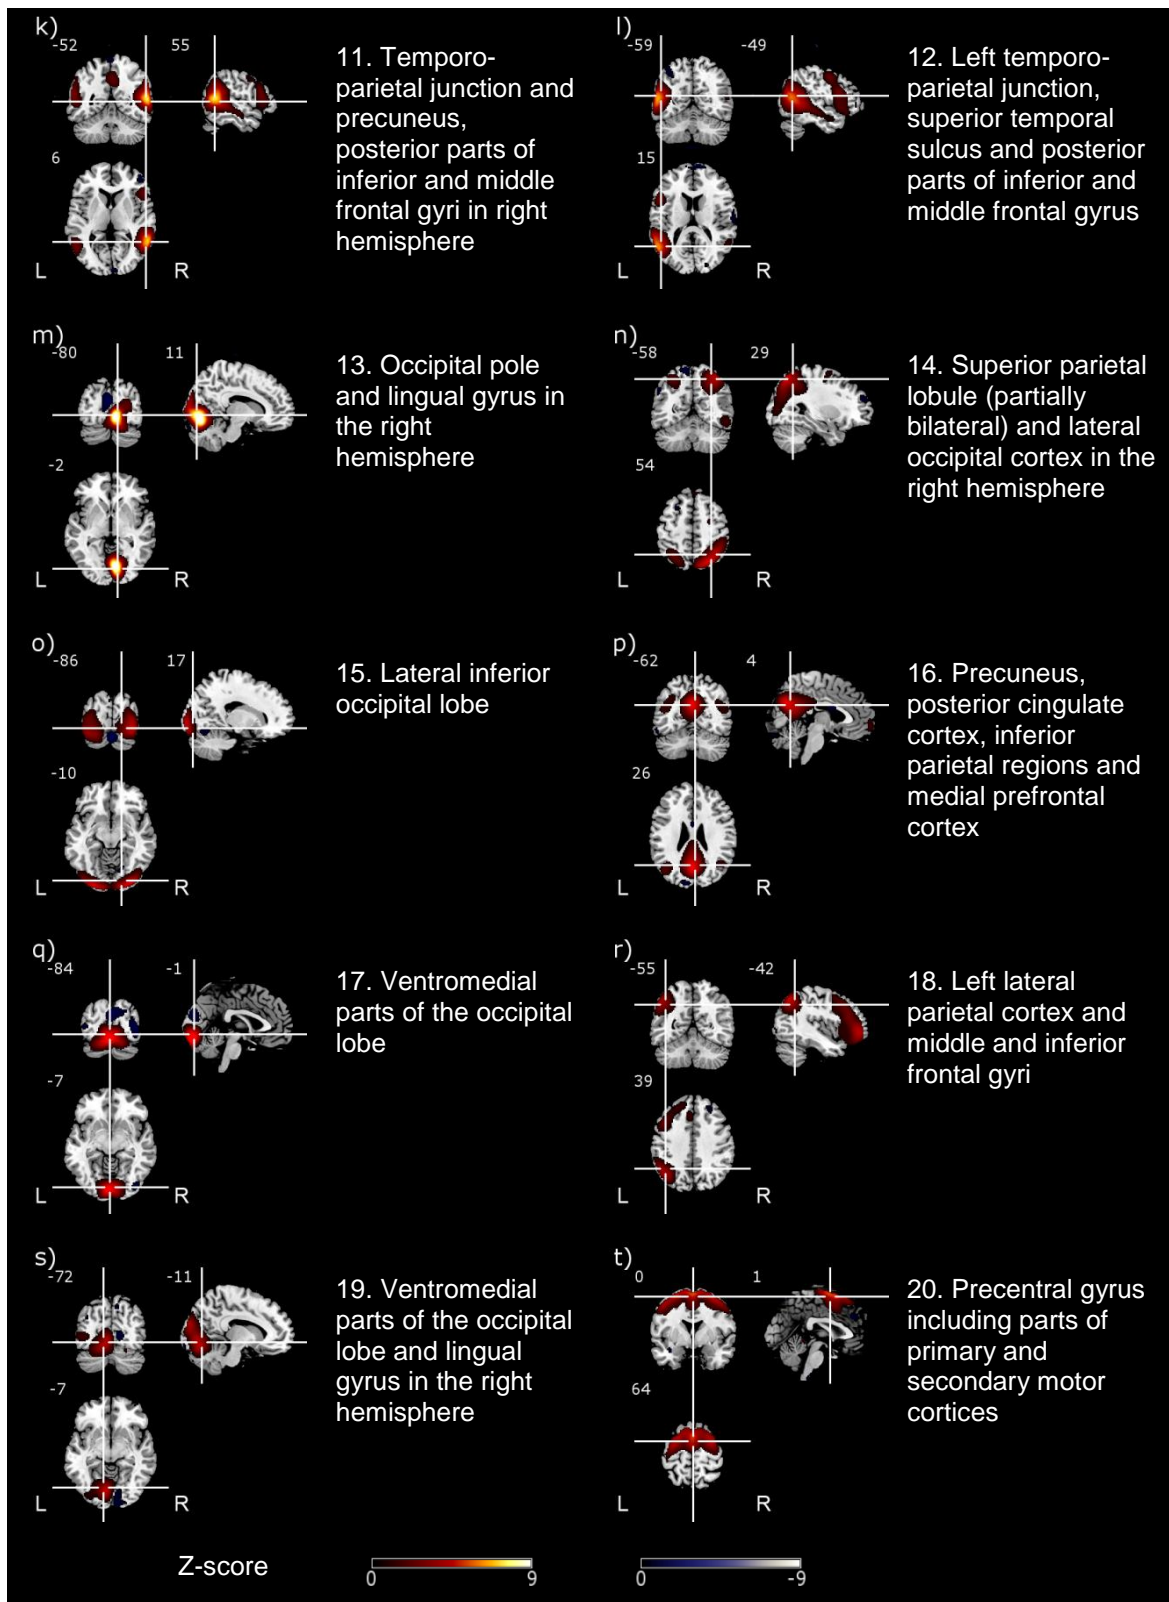 k)
-52 55
11. Temporo-
parietal junction and
precuneus,
posterior parts of
inferior and middle
frontal gyri in right
hemisphere
6
L R
l)
-59 -49
12. Left temporo-
parietal junction,
superior temporal
sulcus and posterior
parts of inferior and
middle frontal gyrus
15
L R
m)
-80 11
13. Occipital pole
and lingual gyrus in
the right
hemisphere
-2
L R
n)
-58 29
14. Superior parietal
lobule (partially
bilateral) and lateral
occipital cortex in the
right hemisphere
54
L R
o)
-86 17
15. Lateral inferior
occipital lobe
-10
L R
p)
-62 4
16. Precuneus,
posterior cingulate
cortex, inferior
parietal regions and
medial prefrontal
cortex
26
L R
q)
-84 -1
17. Ventromedial
parts of the occipital
lobe
-7
L R
r)
-55 -42
18. Left lateral
parietal cortex and
middle and inferior
frontal gyri
39
L R
s)
-72 -11
19. Ventromedial
parts of the occipital
lobe and lingual
gyrus in the right
hemisphere
-7
L R
t)
0 1
20. Precentral gyrus
including parts of
primary and
secondary motor
cortices
64
L R
Z-score
0 9
0 -9